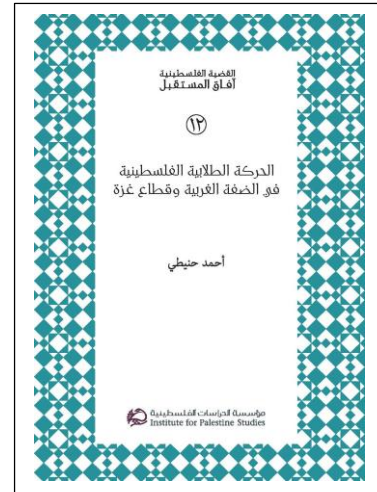 القضية الفلسطينية
آفاق المستقبل
١٢
الحركة الطلابية الفلسطينية
في الضفة الغربية وقطاع غزة
أحمد حنيطي
مؤسسة الدراسات الفلسطينية
Institute for Palestine Studies